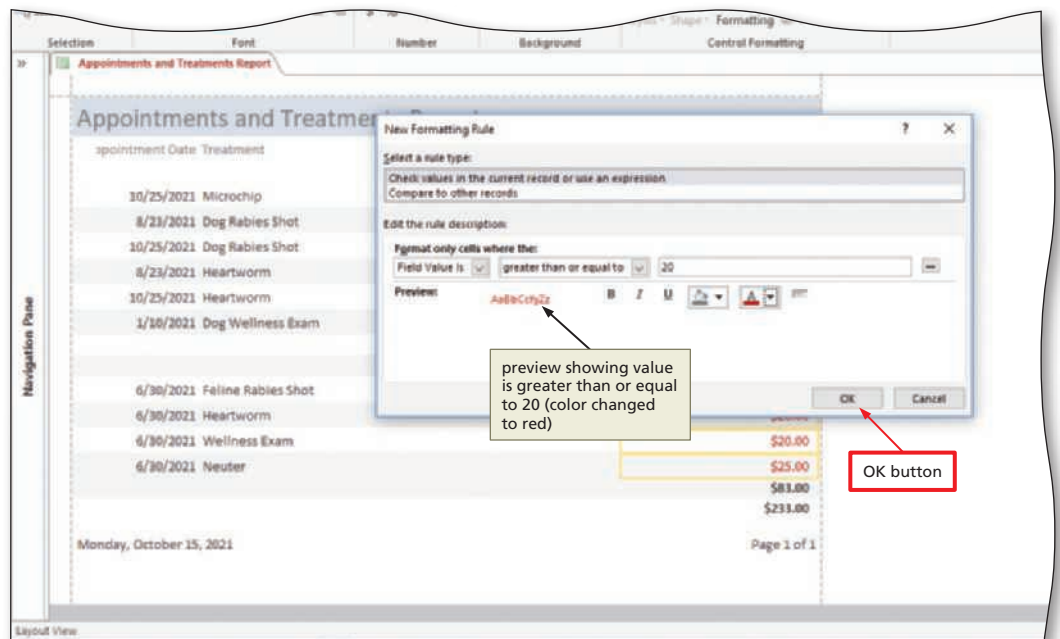 Shape Formatting
Selection Font Number Background Control Formatting
» Appointments and Treatments Report
Appointments and Treatmen
New Formatting Rule ? ×
Select a rule type:
Check values in the current record or use an expression
Compare to other records
Edit the rule description:
Format only cells where the:
Field Value Is greater than or equal to 20
Preview: AaBbCcYyZz B I U A
OK Cancel
preview showing value
is greater than or equal
to 20 (color changed
to red)
OK button
Navigation Pane
ppointment Date Treatment
10/25/2021 Microchip
8/23/2021 Dog Rabies Shot
10/25/2021 Dog Rabies Shot
8/23/2021 Heartworm
10/25/2021 Heartworm
1/10/2021 Dog Wellness Exam
6/30/2021 Feline Rabies Shot
6/30/2021 Heartworm
6/30/2021 Wellness Exam $20.00
6/30/2021 Neuter $25.00
$83.00
$233.00
Monday, October 15, 2021 Page 1 of 1
Layout View